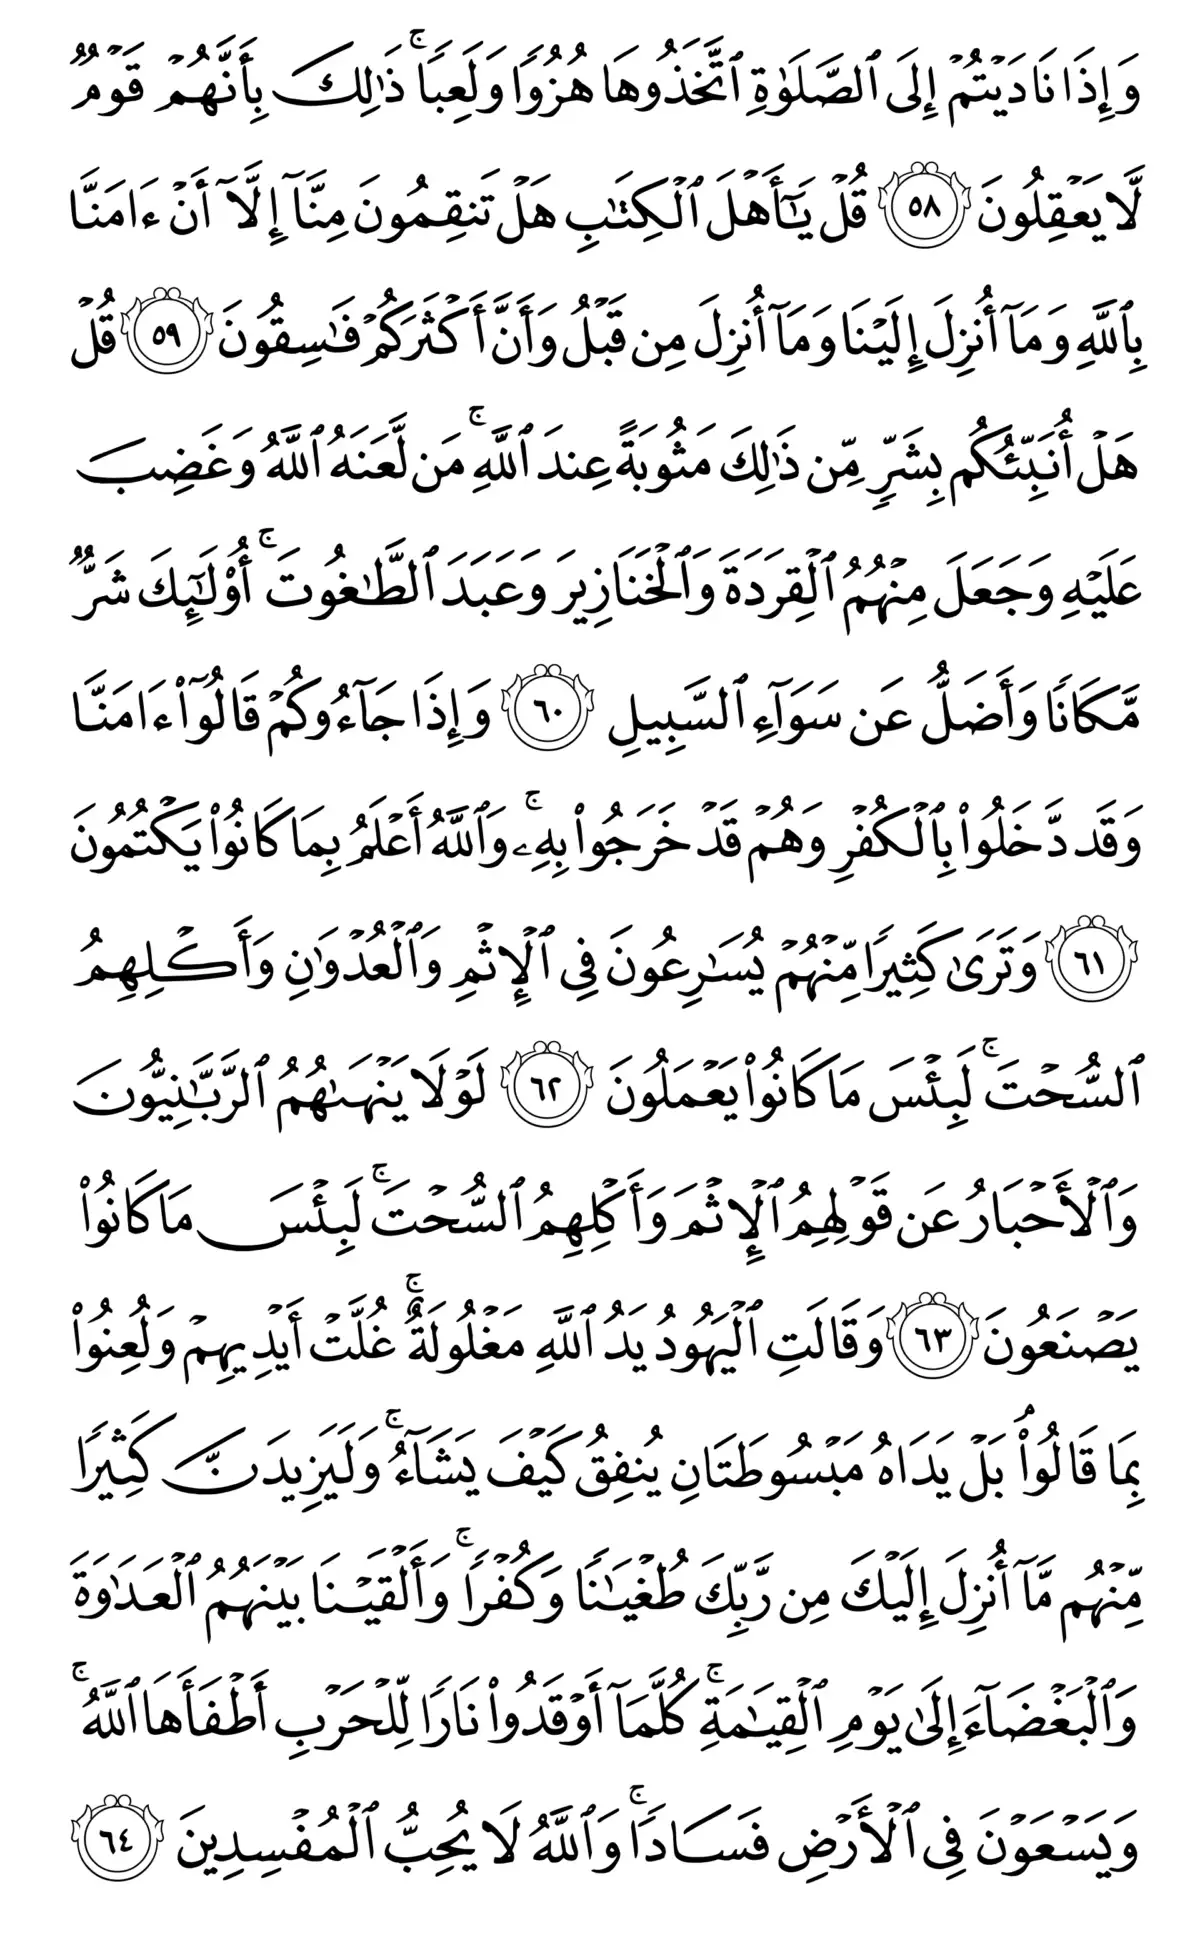 وَإِذَا نَادَيْتُمْ إِلَى ٱلصَّلَوٰةِ ٱتَّخَذُوهَا هُزُوًا وَلَعِبًا ۚ ذَٰلِكَ بِأَنَّهُمْ قَوْمٌ
لَّا يَعْقِلُونَ ٥٨ قُلْ يَـٰٓأَهْلَ ٱلْكِتَـٰبِ هَلْ تَنقِمُونَ مِنَّآ إِلَّآ أَنْ ءَامَنَّا
بِٱللَّهِ وَمَآ أُنزِلَ إِلَيْنَا وَمَآ أُنزِلَ مِن قَبْلُ وَأَنَّ أَكْثَرَكُمْ فَـٰسِقُونَ ٥٩ قُلْ
هَلْ أُنَبِّئُكُم بِشَرٍّ مِّن ذَٰلِكَ مَثُوبَةً عِندَ ٱللَّهِ ۚ مَن لَّعَنَهُ ٱللَّهُ وَغَضِبَ
عَلَيْهِ وَجَعَلَ مِنْهُمُ ٱلْقِرَدَةَ وَٱلْخَنَازِيرَ وَعَبَدَ ٱلطَّـٰغُوتَ ۚ أُو۟لَـٰٓئِكَ شَرٌّ
مَّكَانًا وَأَضَلُّ عَن سَوَآءِ ٱلسَّبِيلِ ٦٠ وَإِذَا جَآءُوكُمْ قَالُوٓا۟ ءَامَنَّا
وَقَد دَّخَلُوا۟ بِٱلْكُفْرِ وَهُمْ قَدْ خَرَجُوا۟ بِهِۦ ۚ وَٱللَّهُ أَعْلَمُ بِمَا كَانُوا۟ يَكْتُمُونَ
٦١ وَتَرَىٰ كَثِيرًا مِّنْهُمْ يُسَـٰرِعُونَ فِى ٱلْإِثْمِ وَٱلْعُدْوَٰنِ وَأَكْلِهِمُ
ٱلسُّحْتَ ۚ لَبِئْسَ مَا كَانُوا۟ يَعْمَلُونَ ٦٢ لَوْلَا يَنْهَىٰهُمُ ٱلرَّبَّـٰنِيُّونَ
وَٱلْأَحْبَارُ عَن قَوْلِهِمُ ٱلْإِثْمَ وَأَكْلِهِمُ ٱلسُّحْتَ ۚ لَبِئْسَ مَا كَانُوا۟
يَصْنَعُونَ ٦٣ وَقَالَتِ ٱلْيَهُودُ يَدُ ٱللَّهِ مَغْلُولَةٌ ۚ غُلَّتْ أَيْدِيهِمْ وَلُعِنُوا۟
بِمَا قَالُوا۟ ۘ بَلْ يَدَاهُ مَبْسُوطَتَانِ يُنفِقُ كَيْفَ يَشَآءُ ۚ وَلَيَزِيدَنَّ كَثِيرًا
مِّنْهُم مَّآ أُنزِلَ إِلَيْكَ مِن رَّبِّكَ طُغْيَـٰنًا وَكُفْرًا ۚ وَأَلْقَيْنَا بَيْنَهُمُ ٱلْعَدَٰوَةَ
وَٱلْبَغْضَآءَ إِلَىٰ يَوْمِ ٱلْقِيَـٰمَةِ ۚ كُلَّمَآ أَوْقَدُوا۟ نَارًا لِّلْحَرْبِ أَطْفَأَهَا ٱللَّهُ ۚ
وَيَسْعَوْنَ فِى ٱلْأَرْضِ فَسَادًا ۚ وَٱللَّهُ لَا يُحِبُّ ٱلْمُفْسِدِينَ ٦٤